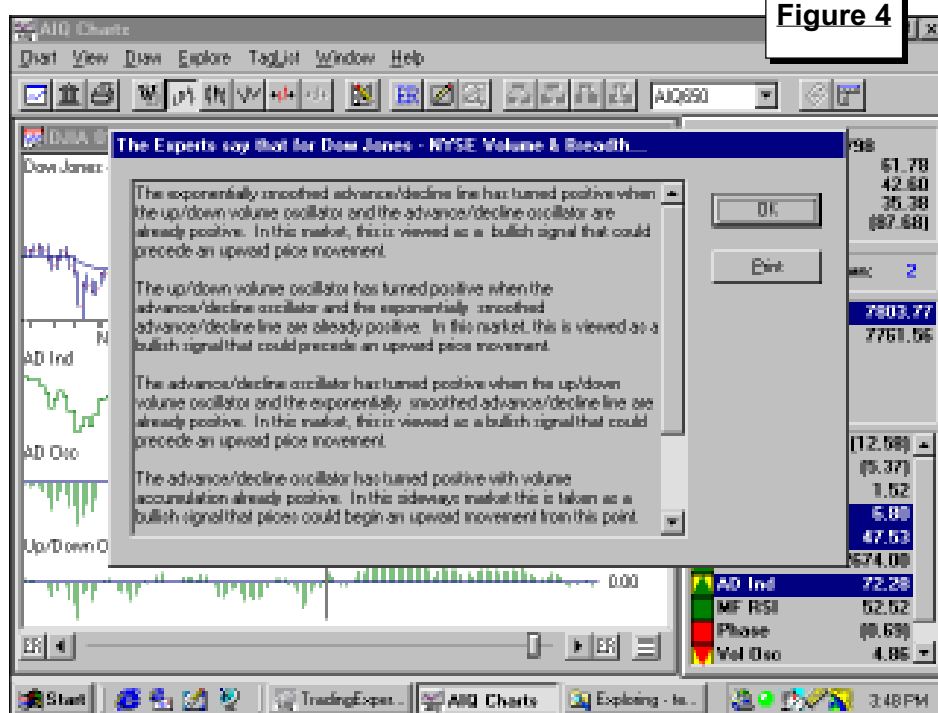 Figure 4
AIQ Charts
Chart View Draw Explore TagList Window Help
AIQ650
DJIA
/98
The Experts say that for Dow Jones - NYSE Volume & Breadth....
Dow Jones
61.78
42.60
35.38
(87.68)
The exponentially smoothed advance/decline line has turned positive when
the up/down volume oscillator and the advance/decline oscillator are
already positive. In this market, this is viewed as a bullish signal that could
precede an upward price movement.
OK
Print
2
The up/down volume oscillator has turned positive when the
advance/decline oscillator and the exponentially smoothed
advance/decline line are already positive. In this market, this is viewed as a
bullish signal that could precede an upward price movement.
7803.77
7761.56
N
AD Ind
The advance/decline oscillator has turned positive when the up/down
volume oscillator and the exponentially smoothed advance/decline line are
already positive. In this market, this is viewed as a bullish signal that could
precede an upward price movement.
AD Osc
The advance/decline oscillator has turned positive with volume
accumulation already positive. In this sideways market this is taken as a
bullish signal that prices could begin an upward movement from this point.
(12.58)
(5.37)
1.52
6.80
47.53
Up/Down O
674.00
0.00
AD Ind 72.28
MF RSI 52.52
Phase (0.69)
Vol Osc 4.86
ER ER
Start TradingExper... AIQ Charts Exploring - te... 3:48 PM